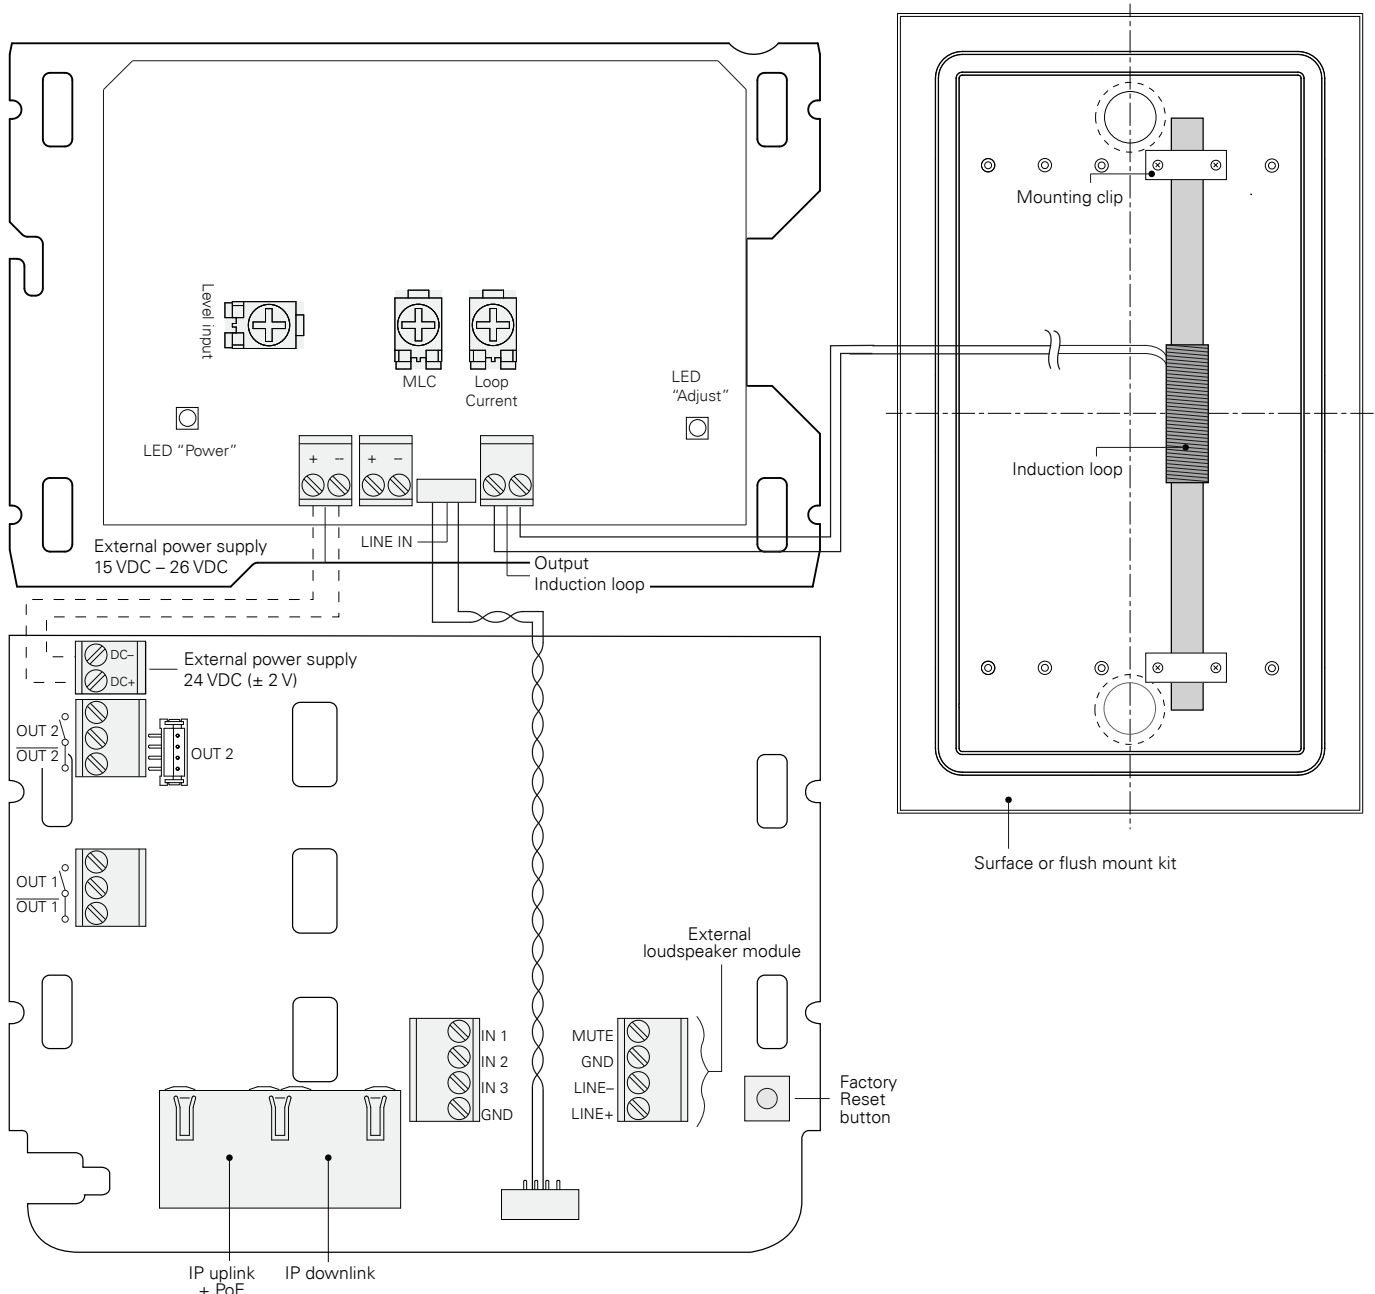 Mounting clip
Level input
MLC
Loop
Current
LED
“Adjust”
LED “Power”
+ –
+ –
Induction loop
External power supply
15 VDC – 26 VDC
LINE IN
Output
Induction loop
DC–
DC+
External power supply
24 VDC (± 2 V)
OUT 2
OUT 2
OUT 2
Surface or flush mount kit
OUT 1
OUT 1
External
loudspeaker module
IN 1
IN 2
IN 3
GND
MUTE
GND
LINE–
LINE+
Factory
Reset
button
IP uplink
+ PoE
IP downlink